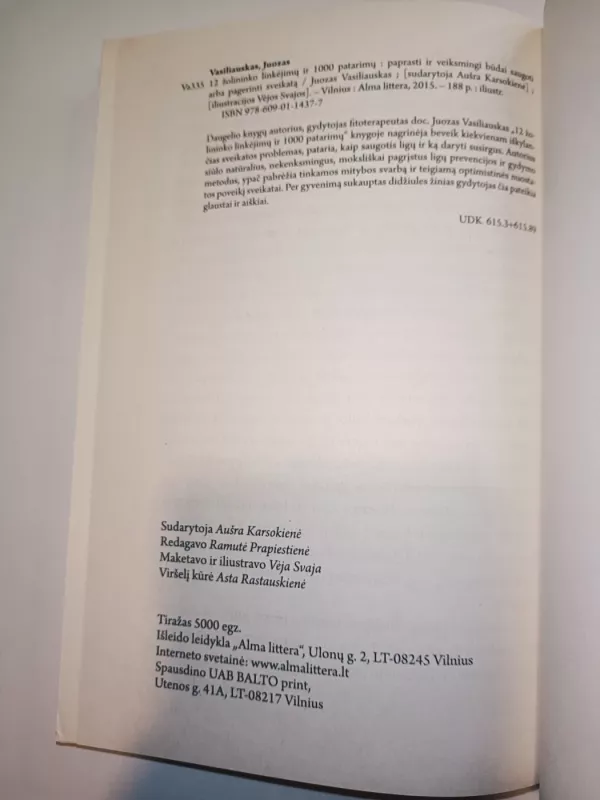 Vasiliauskas, Juozas
Va335 12 žolininko linkėjimų ir 1000 patarimų : paprasti ir veiksmingi būdai saugoti
arba pagerinti sveikatą / Juozas Vasiliauskas ; [sudarytoja Aušra Karsokienė] ;
[iliustracijos Vėjos Svajos]. – Vilnius : Alma littera, 2015. – 188 p. : iliustr.
ISBN 978-609-01-1437-7
Daugelio knygų autorius, gydytojas fitoterapeutas doc. Juozas Vasiliauskas „12 žo-
lininko linkėjimų ir 1000 patarimų“ knygoje nagrinėja beveik kiekvienam iškylan-
čias sveikatos problemas, pataria, kaip saugotis ligų ir ką daryti susirgus. Autorius
siūlo natūralius, nekenksmingus, moksliškai pagrįstus ligų prevencijos ir gydymo
metodus, ypač pabrėžia tinkamos mitybos svarbą ir teigiamą optimistinės nuosta-
tos poveikį sveikatai. Per gyvenimą sukauptas didžiules žinias gydytojas čia pateikia
glaustai ir aiškiai.
UDK 615.3+615.89
Sudarytoja Aušra Karsokienė
Redagavo Ramutė Prapiestienė
Maketavo ir iliustravo Vėja Svaja
Viršelį kūrė Asta Rastauskienė
Tiražas 5000 egz.
Išleido leidykla „Alma littera“, Ulonų g. 2, LT-08245 Vilnius
Interneto svetainė: www.almalittera.lt
Spausdino UAB BALTO print,
Utenos g. 41A, LT-08217 Vilnius